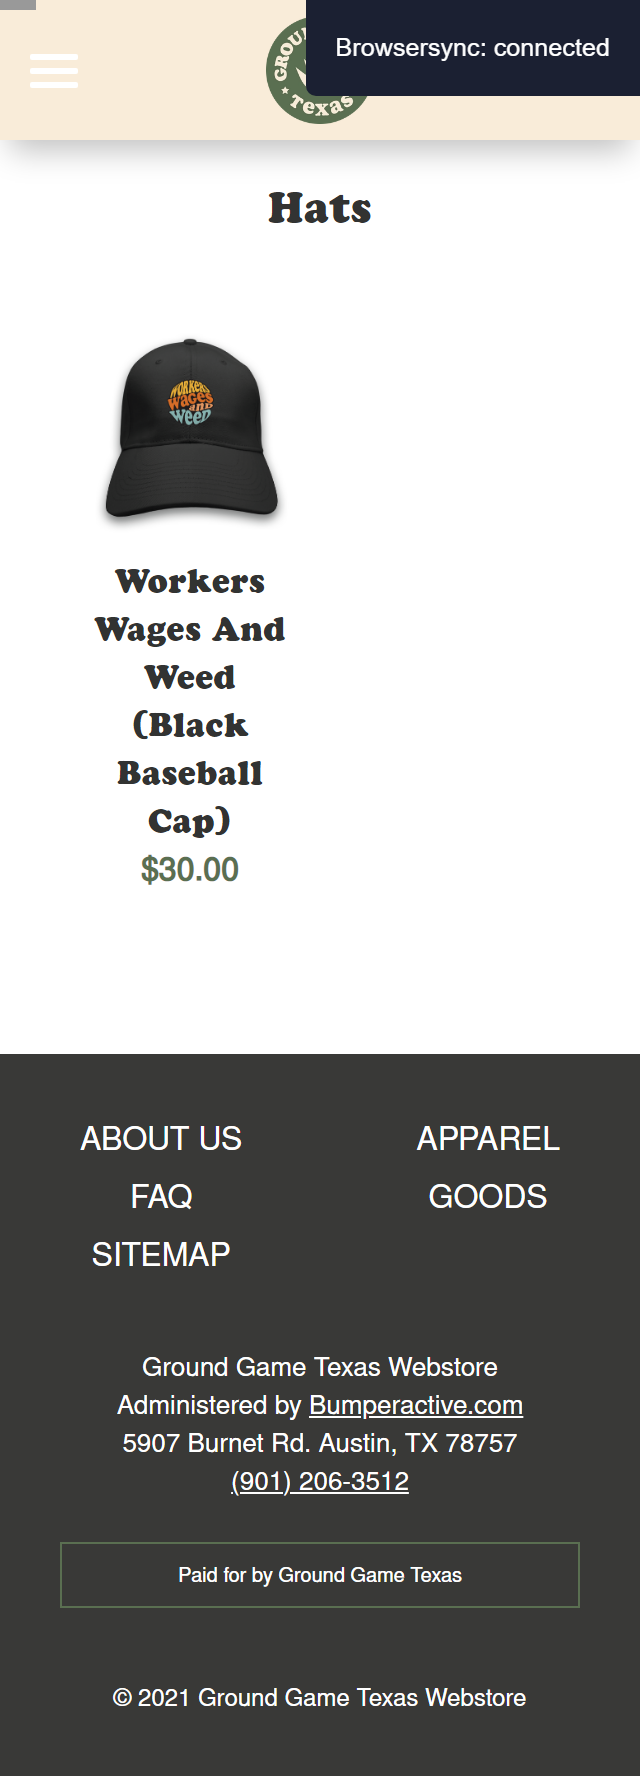 Browsersync: connected
GROU
Texas
Hats
WORKERS
WAGES
AND
WEED
Workers
Wages And
Weed
(Black
Baseball
Cap)
$30.00
ABOUT US
APPAREL
FAQ
GOODS
SITEMAP
Ground Game Texas Webstore
Administered by Bumperactive.com
5907 Burnet Rd. Austin, TX 78757
(901) 206-3512
Paid for by Ground Game Texas
© 2021 Ground Game Texas Webstore